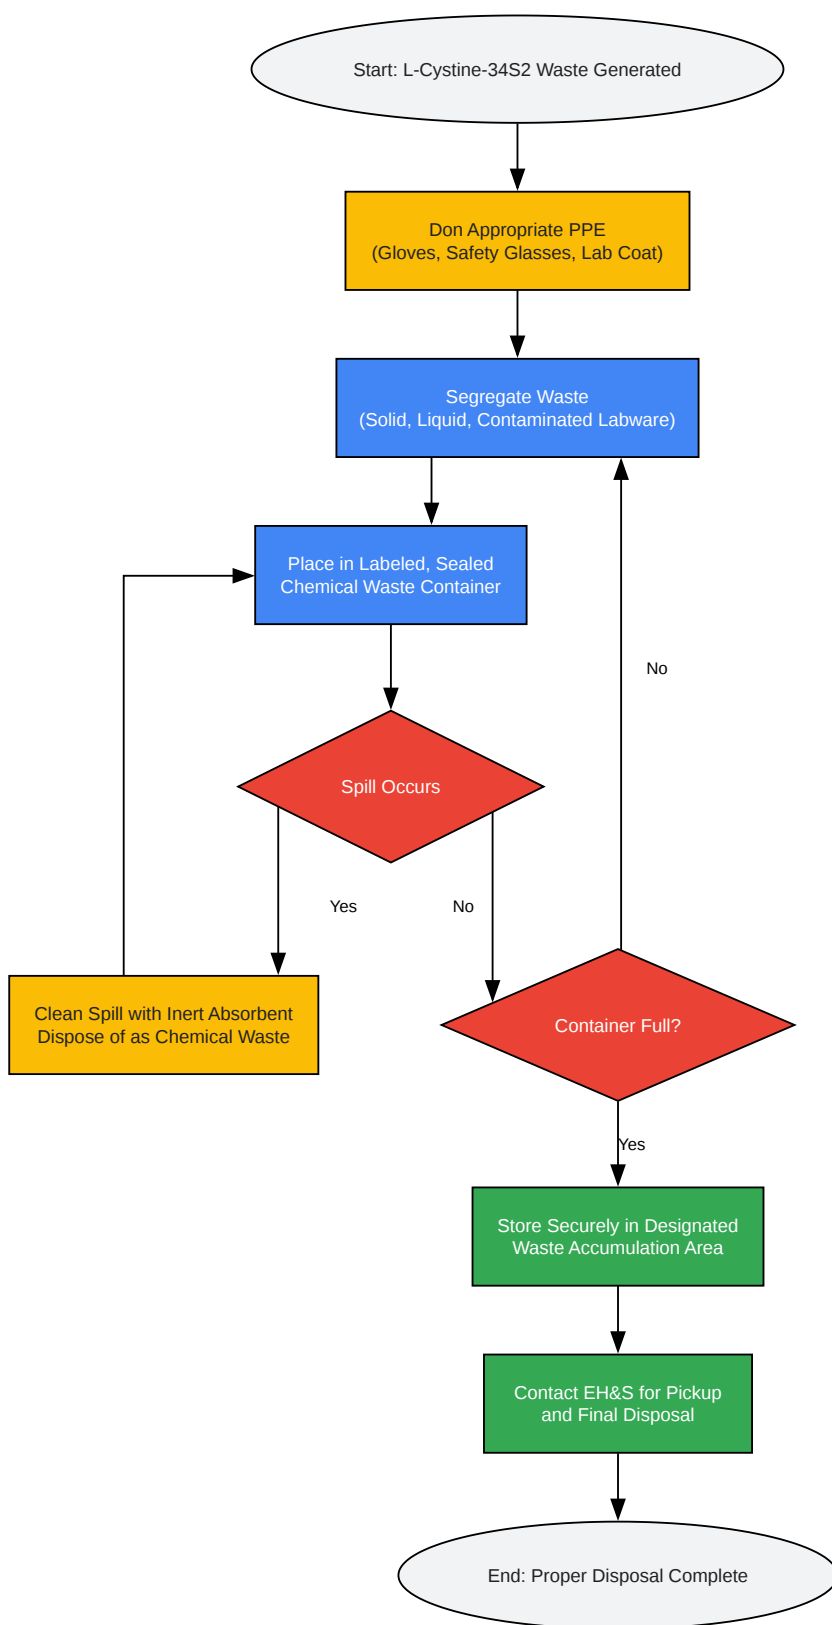 Start: L-Cystine-34S2 Waste Generated
Don Appropriate PPE
(Gloves, Safety Glasses, Lab Coat)
Segregate Waste
(Solid, Liquid, Contaminated Labware)
Place in Labeled, Sealed
Chemical Waste Container
No
Spill Occurs
Yes
No
Clean Spill with Inert Absorbent
Dispose of as Chemical Waste
Container Full?
Yes
Store Securely in Designated
Waste Accumulation Area
Contact EH&S for Pickup
and Final Disposal
End: Proper Disposal Complete